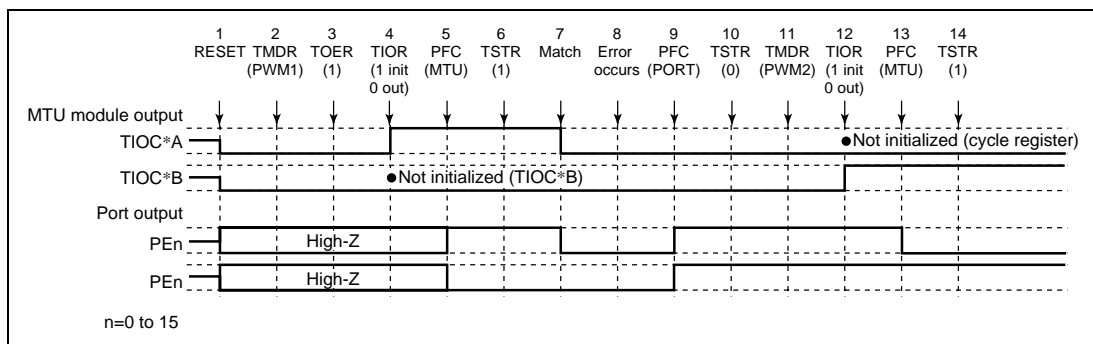 1 2 3 4 5 6 7 8 9 10 11 12 13 14
RESET TMDR TOER TIOR PFC TSTR Match Error PFC TSTR TMDR TIOR PFC TSTR
(PWM1) (1) (1 init (MTU) (1) occurs (PORT) (0) (PWM2) (1 init (MTU) (1)
0 out) 0 out)
MTU module output
TIOC*A ●Not initialized (cycle register)
TIOC*B ●Not initialized (TIOC*B)
Port output
PEn High-Z
PEn High-Z
n=0 to 15